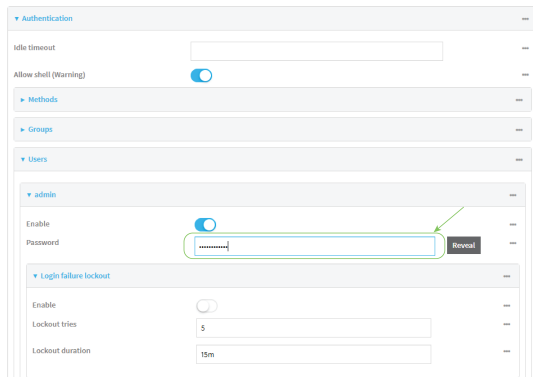 Authentication
Idle timeout
Allow shell (Warning)
Methods
Groups
Users
admin
Enable
Password •••••••••••• Reveal
Login failure lockout
Enable
Lockout tries 5
Lockout duration 15m